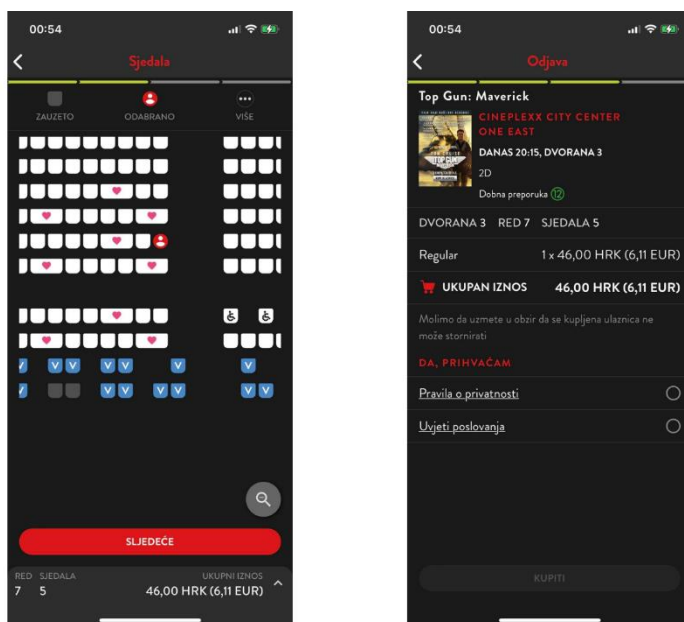 00:54
Sjedala
ZAUZETO ODABRANO VIŠE
V V V V V V V
V V V V V V V
SLJEDEĆE
RED SJEDALA UKUPNI IZNOS
7 5 46,00 HRK (6,11 EUR)
00:54
Odjava
Top Gun: Maverick
CINEPLEXX CITY CENTER
ONE EAST
DANAS 20:15, DVORANA 3
TOP GUN
2D
Dobna preporuka 12
DVORANA 3 RED 7 SJEDALA 5
Regular 1 x 46,00 HRK (6,11 EUR)
UKUPAN IZNOS 46,00 HRK (6,11 EUR)
Molimo da uzmete u obzir da se kupljena ulaznica ne
može stornirati
DA, PRIHVAĆAM
Pravila o privatnosti
Uvjeti poslovanja
KUPITI